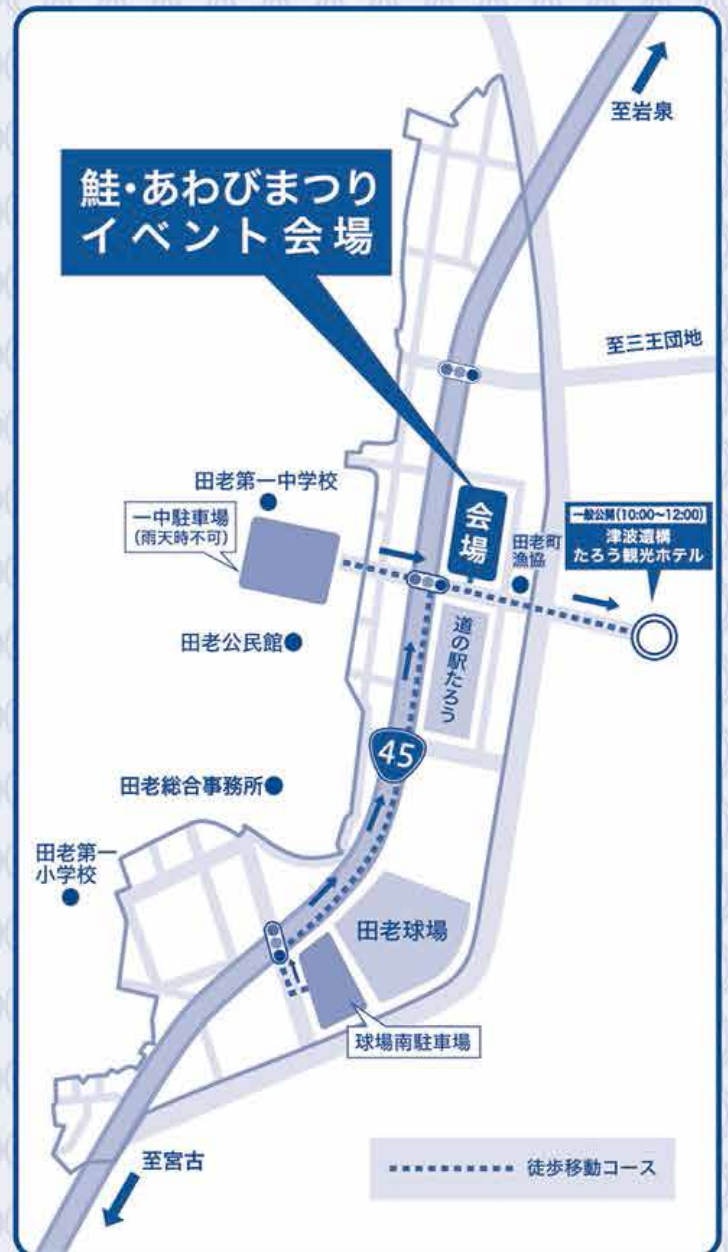 至岩泉
鮭・あわびまつり
イベント会場
至三王団地
田老第一中学校
一中駐車場
(雨天時不可)
会場
田老町
漁協
一般公開(10:00~12:00)
津波遺構
たろう観光ホテル
田老公民館
道の駅たろう
45
田老総合事務所
田老第一
小学校
田老球場
球場南駐車場
至宮古
徒歩移動コース